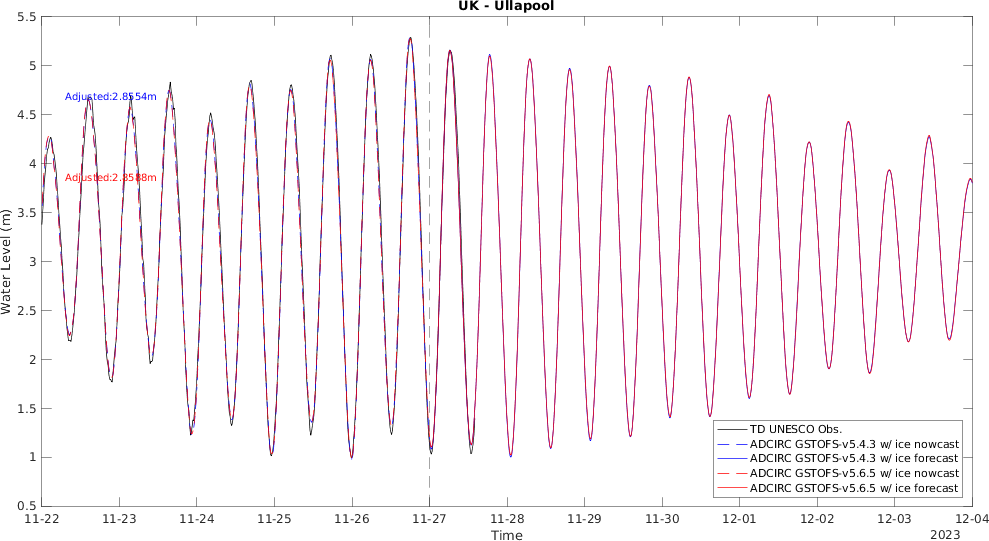 UK - Ullapool
5.5
5
4.5
4
3.5
3
2.5
2
1.5
1
0.5
Water Level (m)
Adjusted:2.8554m
Adjusted:2.8588m
TD UNESCO Obs.
ADCIRC GSTOFS-v5.4.3 w/ ice nowcast
ADCIRC GSTOFS-v5.4.3 w/ ice forecast
ADCIRC GSTOFS-v5.6.5 w/ ice nowcast
ADCIRC GSTOFS-v5.6.5 w/ ice forecast
11-22 11-23 11-24 11-25 11-26 11-27 11-28 11-29 11-30 12-01 12-02 12-03 12-04
Time
2023